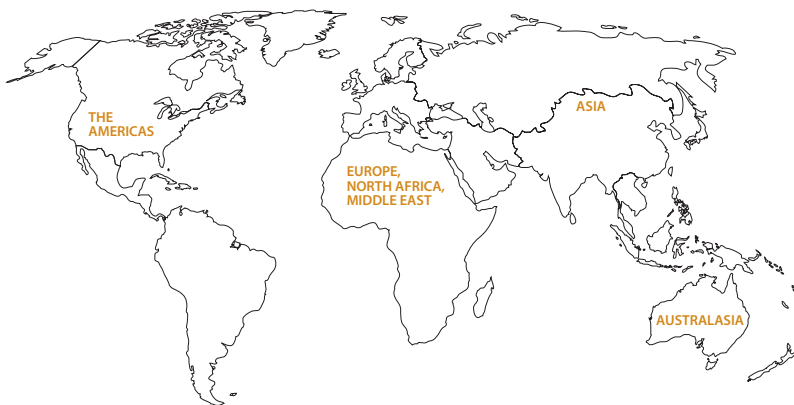 THE
AMERICAS
EUROPE,
NORTH AFRICA,
MIDDLE EAST
ASIA
AUSTRALASIA